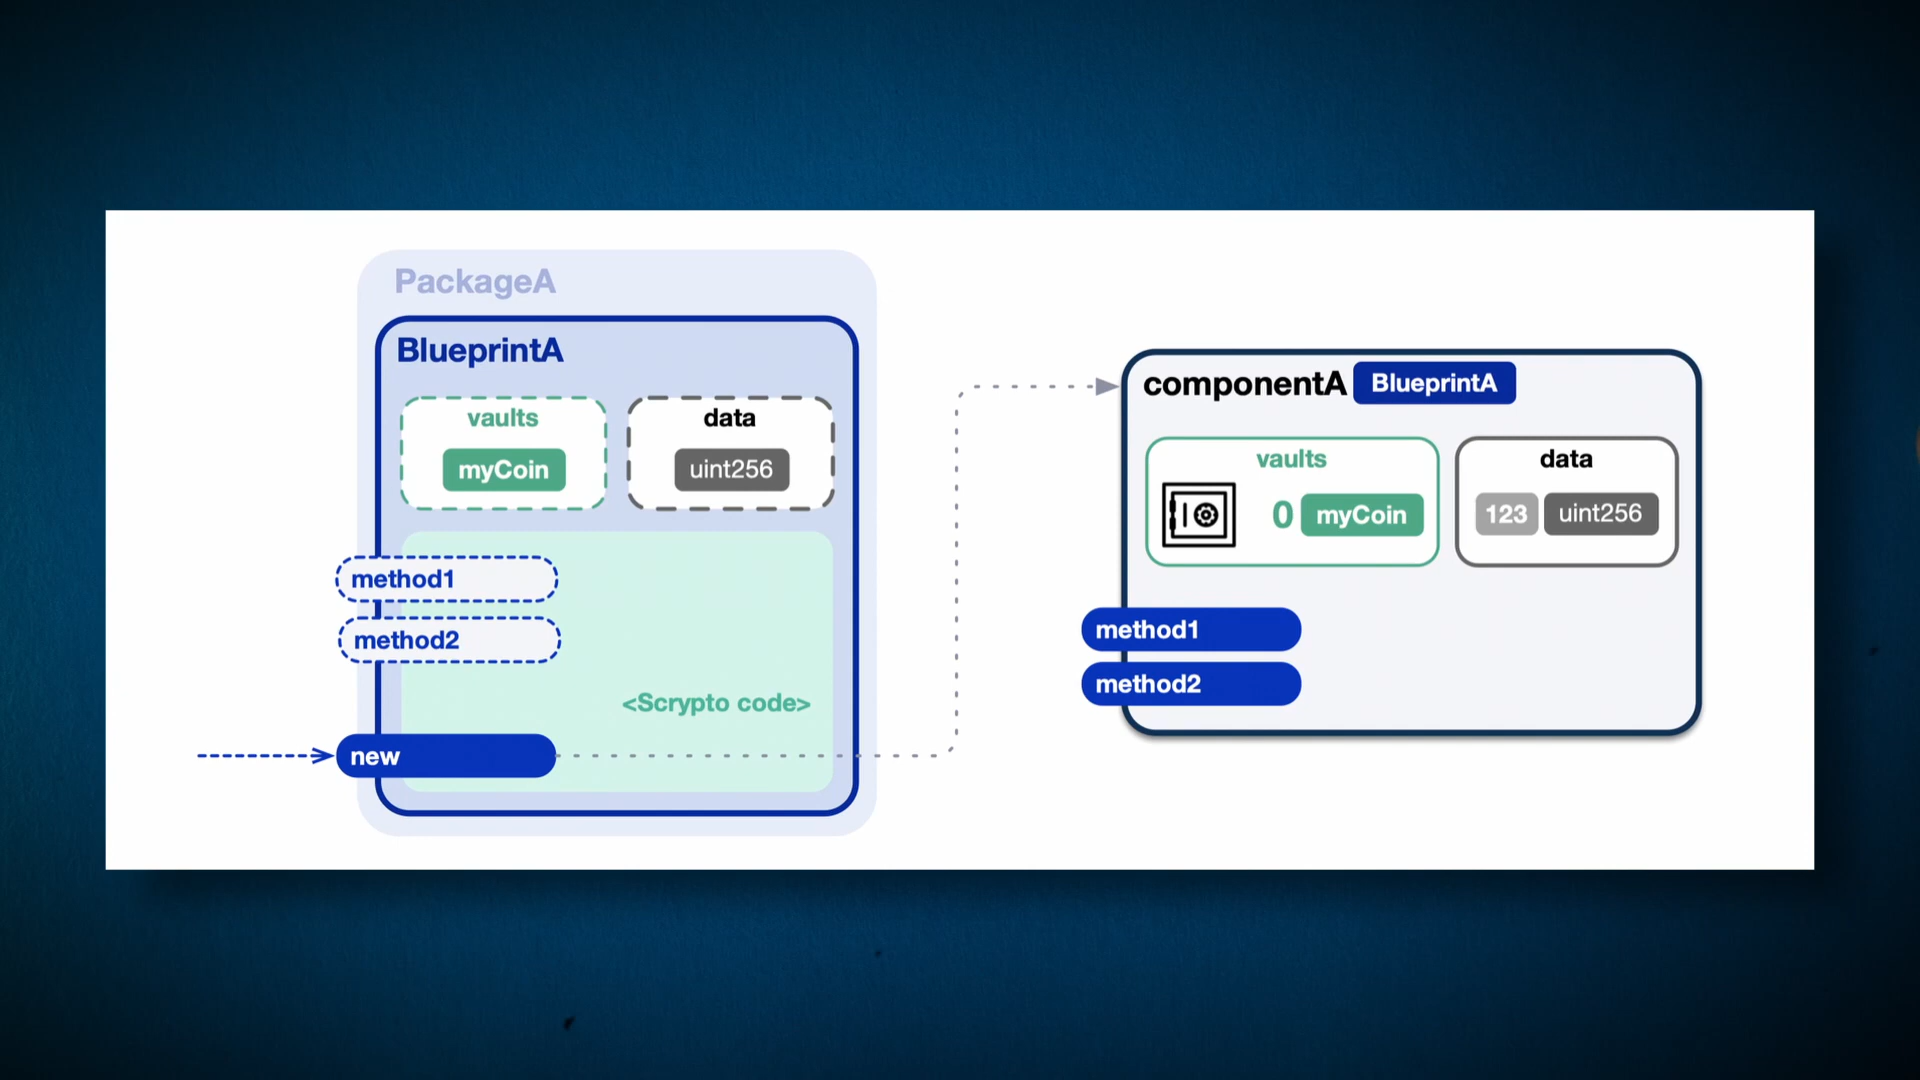 PackageA
BlueprintA
vaults
myCoin
data
uint256
method1
method2
<Scrypto code>
new
componentA BlueprintA
vaults
0 myCoin
data
123 uint256
method1
method2